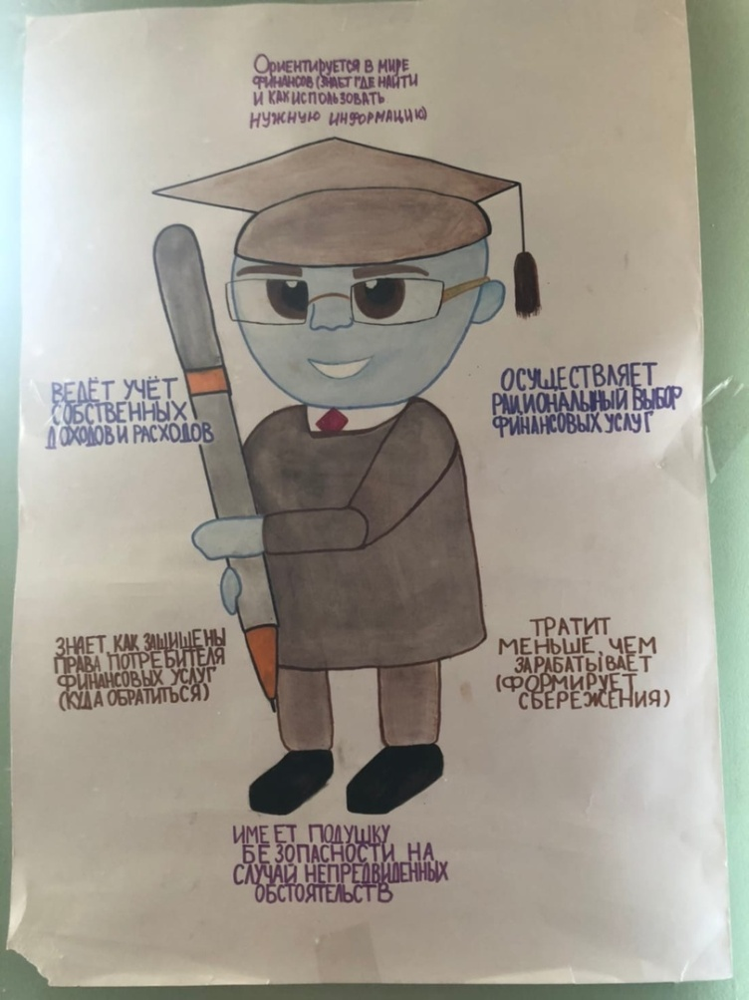 Ориентируется в мире
финансов (знает где найти
и как использовать
нужную информацию)
ВЕДЁТ УЧЁТ
СОБСТВЕННЫХ
ДОХОДОВ И РАСХОДОВ
ОСУЩЕСТВЛЯЕТ
РАЦИОНАЛЬНЫЙ ВЫБОР
ФИНАНСОВЫХ УСЛУГ
ЗНАЕТ, КАК ЗАЩИЩЕНЫ
ПРАВА ПОТРЕБИТЕЛЯ
ФИНАНСОВЫХ УСЛУГ
(КУДА ОБРАТИТЬСЯ)
ТРАТИТ
МЕНЬШЕ, ЧЕМ
ЗАРАБАТЫВАЕТ
(ФОРМИРУЕТ
СБЕРЕЖЕНИЯ)
ИМЕЕТ ПОДУШКУ
БЕЗОПАСНОСТИ НА
СЛУЧАЙ НЕПРЕДВИДЕННЫХ
ОБСТОЯТЕЛЬСТВ